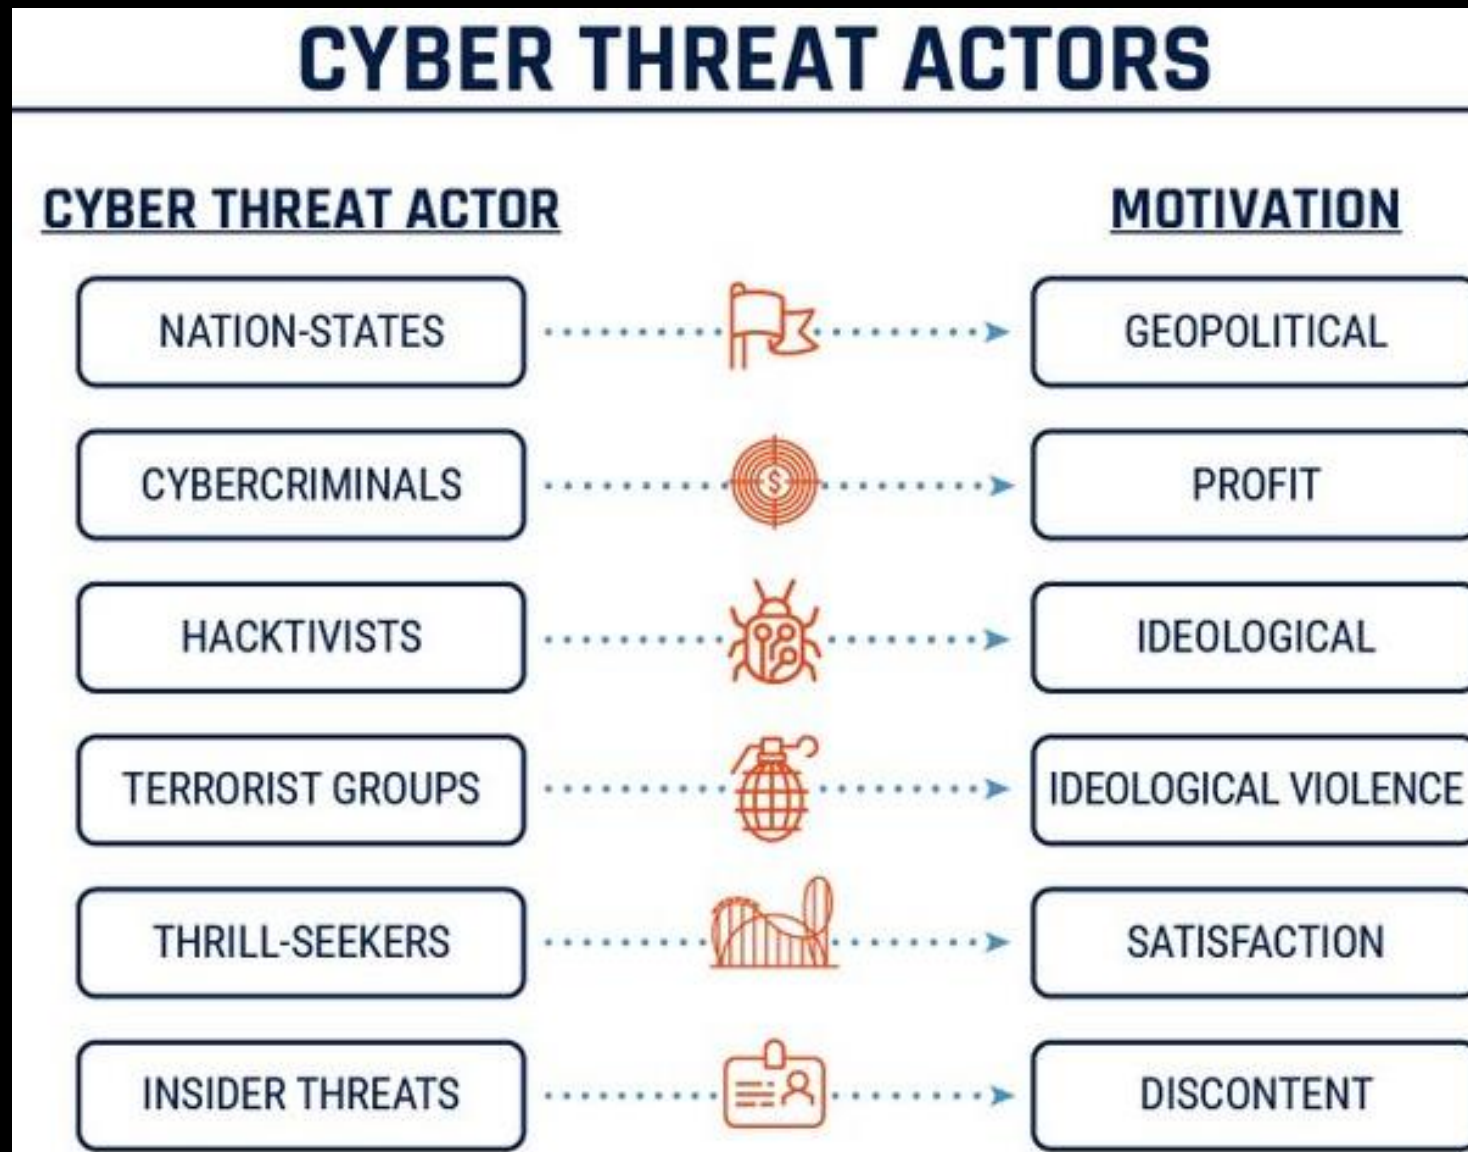 CYBER THREAT ACTORS
CYBER THREAT ACTOR
MOTIVATION
NATION-STATES
GEOPOLITICAL
CYBERCRIMINALS
$
PROFIT
HACKTIVISTS
IDEOLOGICAL
TERRORIST GROUPS
IDEOLOGICAL VIOLENCE
THRILL-SEEKERS
SATISFACTION
INSIDER THREATS
DISCONTENT